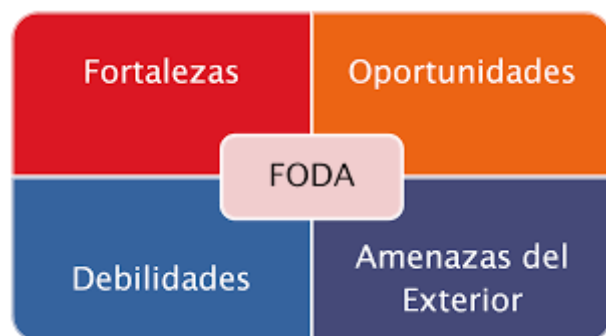 Fortalezas
Oportunidades
FODA
Debilidades
Amenazas del
Exterior